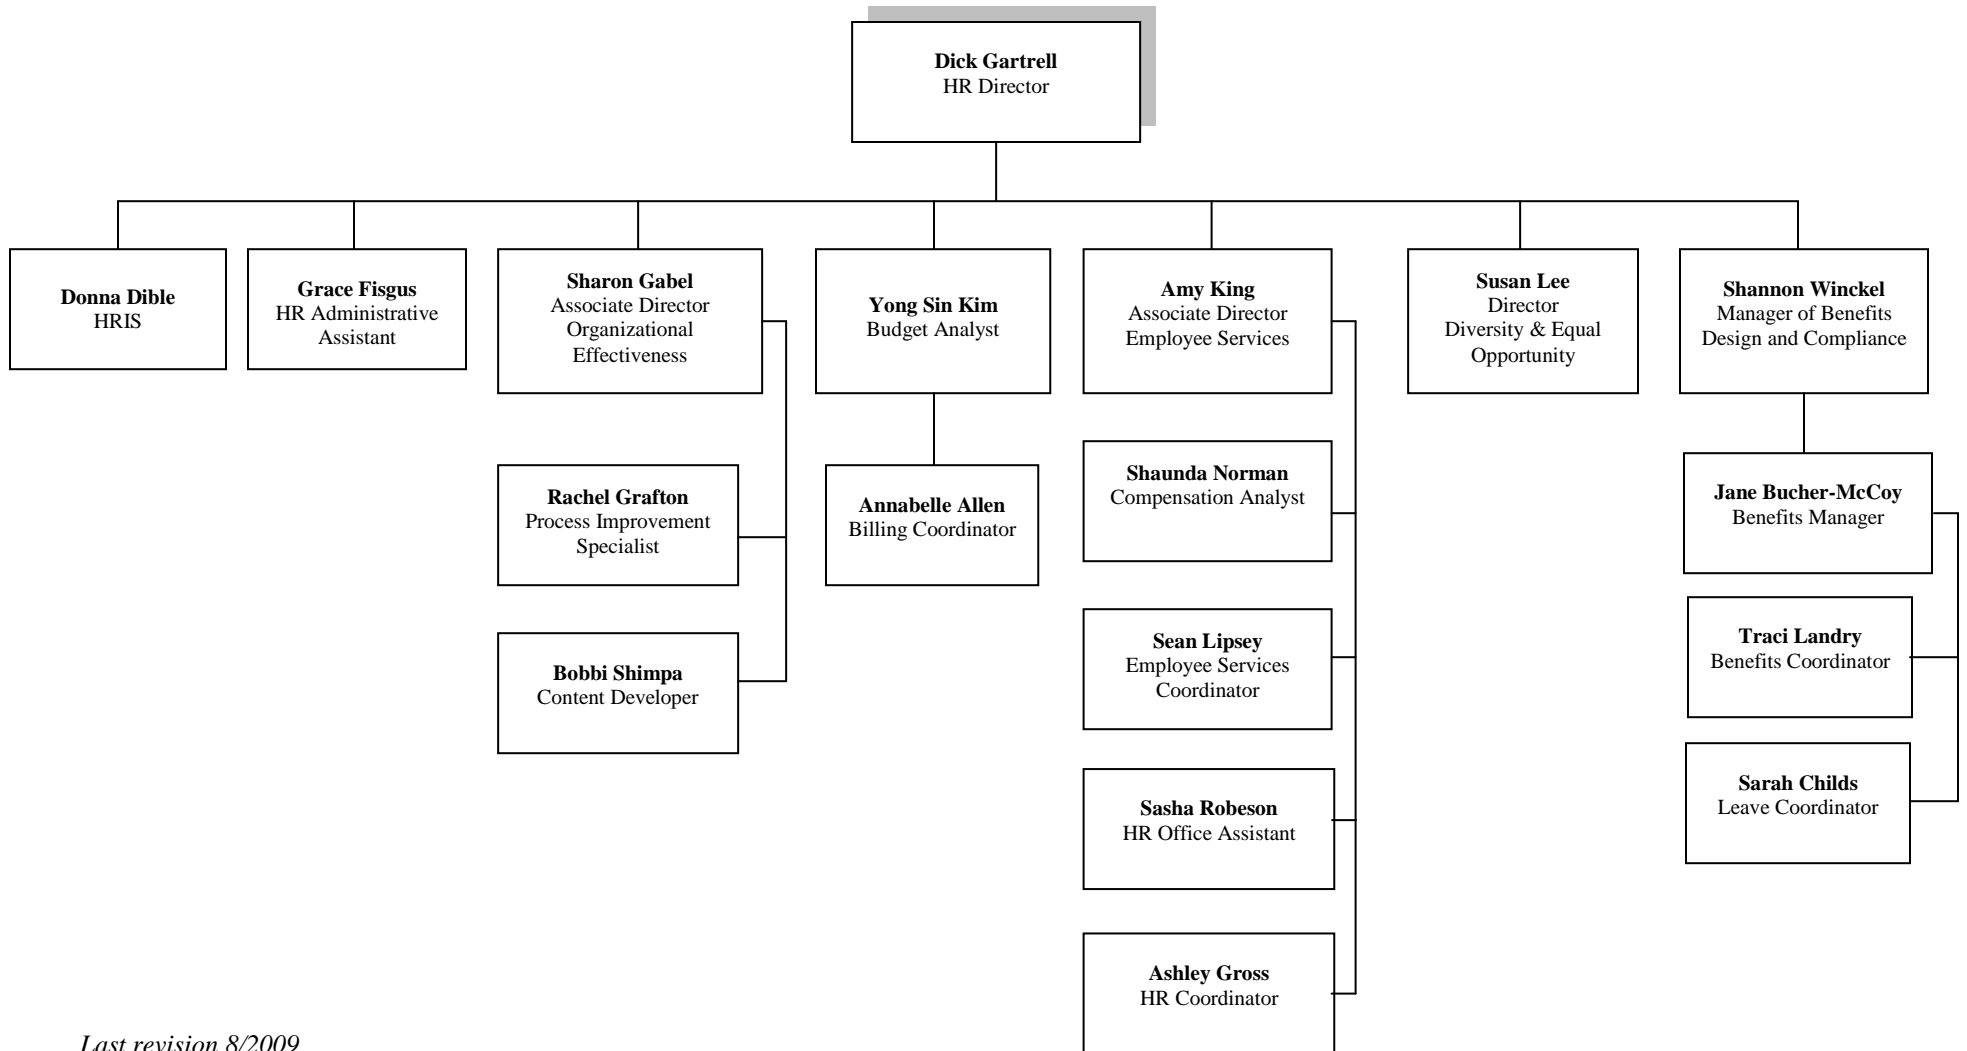 Dick Gartrell
HR Director
Donna Dible
HRIS
Grace Fisgus
HR Administrative
Assistant
Sharon Gabel
Associate Director
Organizational
Effectiveness
Yong Sin Kim
Budget Analyst
Amy King
Associate Director
Employee Services
Susan Lee
Director
Diversity & Equal
Opportunity
Shannon Winckel
Manager of Benefits
Design and Compliance
Rachel Grafton
Process Improvement
Specialist
Bobbi Shimpa
Content Developer
Annabelle Allen
Billing Coordinator
Shaunda Norman
Compensation Analyst
Sean Lipsey
Employee Services
Coordinator
Sasha Robeson
HR Office Assistant
Ashley Gross
HR Coordinator
Jane Bucher-McCoy
Benefits Manager
Traci Landry
Benefits Coordinator
Sarah Childs
Leave Coordinator
Last revision 8/2009